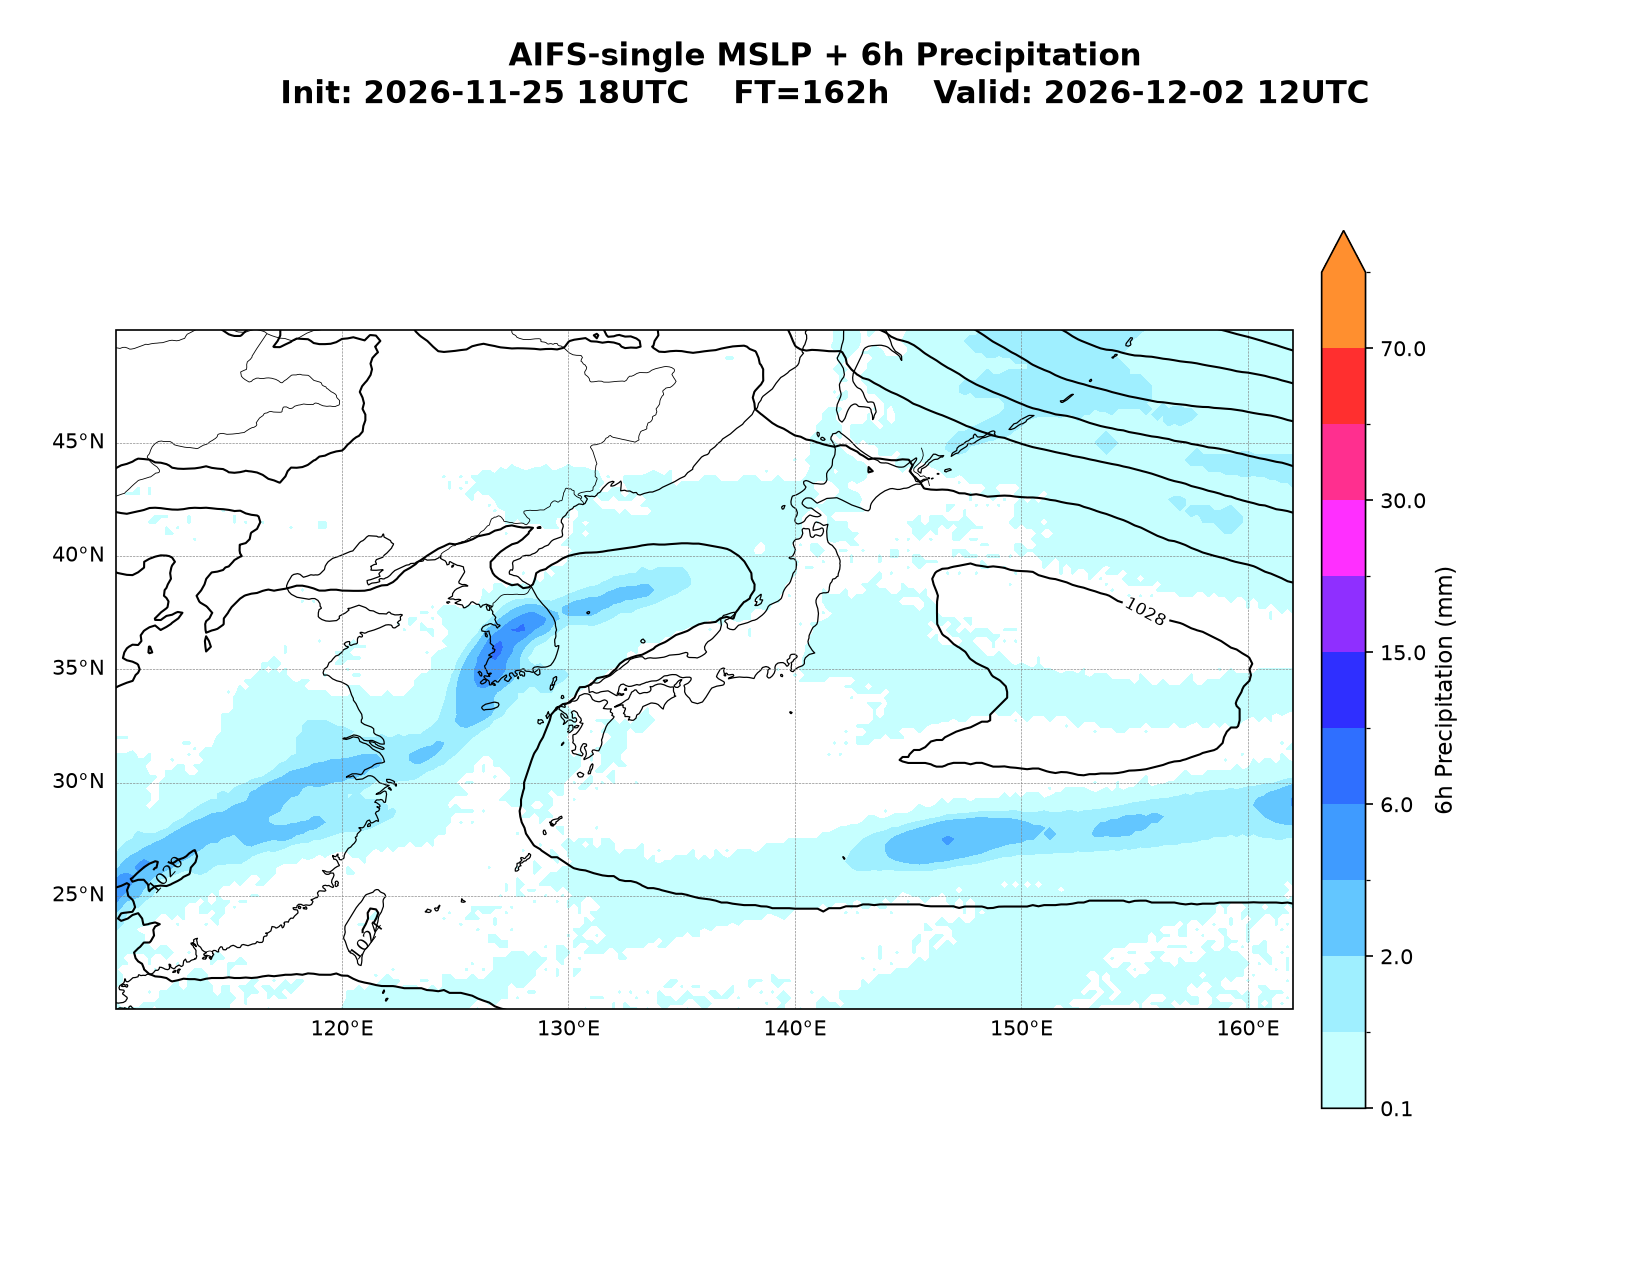 AIFS-single MSLP + 6h Precipitation
Init: 2026-11-25 18UTC    FT=162h    Valid: 2026-12-02 12UTC
45°N
40°N
35°N
30°N
25°N
120°E
130°E
140°E
150°E
160°E
1028
1020
1024
70.0
30.0
15.0
6.0
2.0
0.1
6h Precipitation (mm)